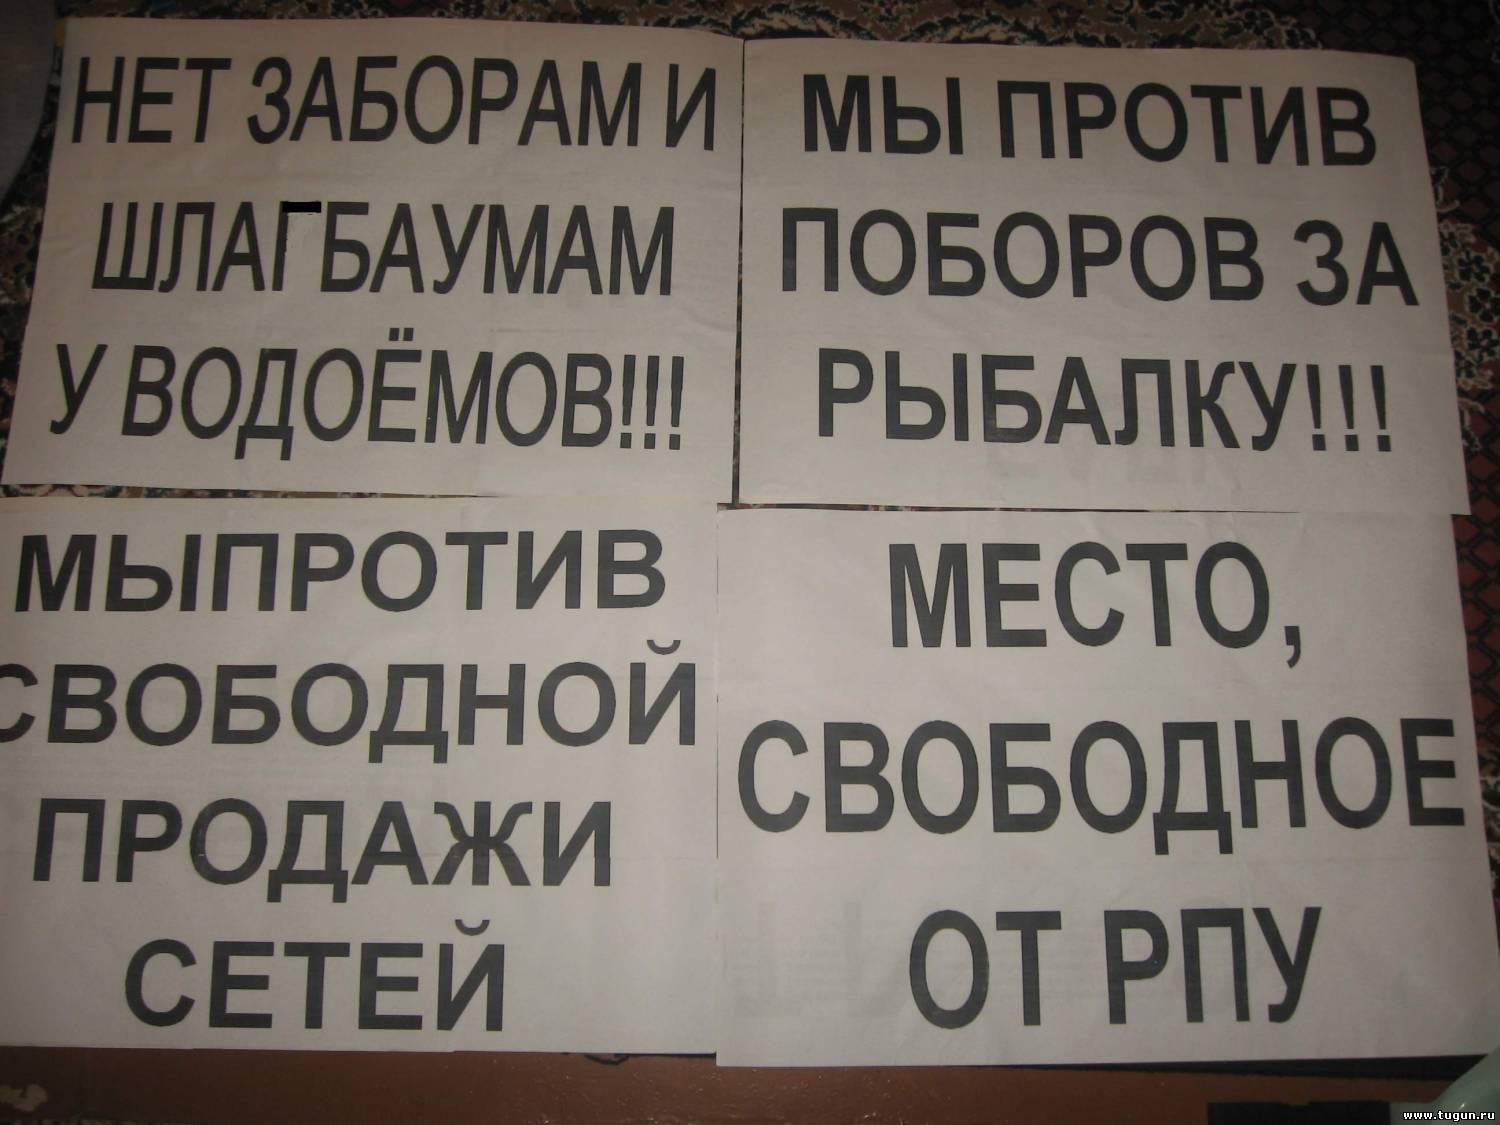 НЕТ ЗАБОРАМ И
ШЛАГБАУМАМ
У ВОДОЁМОВ!!!
МЫ ПРОТИВ
ПОБОРОВ ЗА
РЫБАЛКУ!!!
МЫПРОТИВ
СВОБОДНОЙ
ПРОДАЖИ
СЕТЕЙ
МЕСТО,
СВОБОДНОЕ
ОТ РПУ
www.tugun.ru